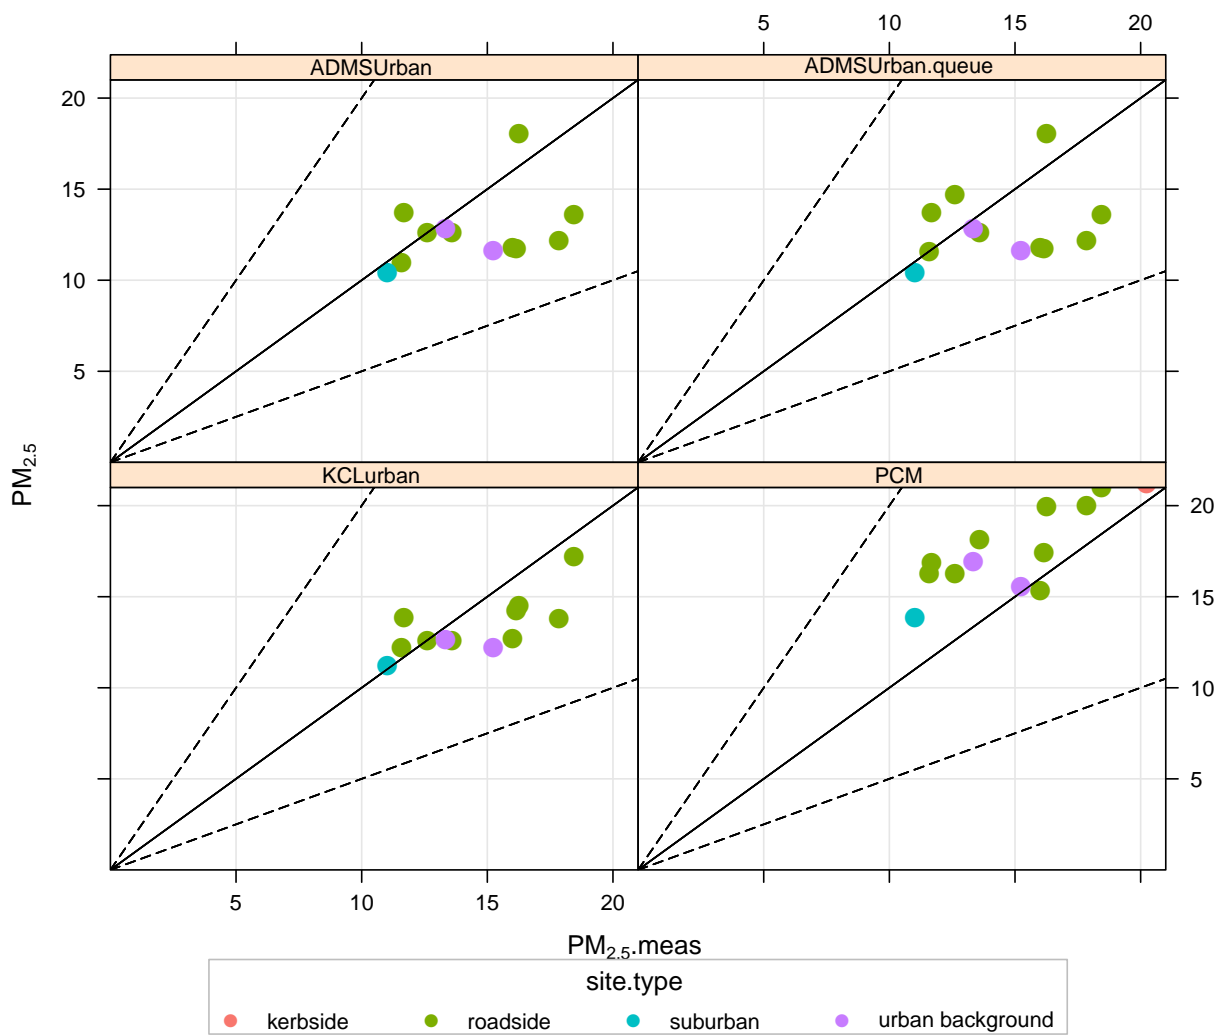 5 10 15 20
ADMSUrban ADMSUrban.queue
20
15
10
5
PM2.5
KCLurban PCM
20
15
10
5
5 10 15 20
PM2.5.meas
site.type
kerbside roadside suburban urban background